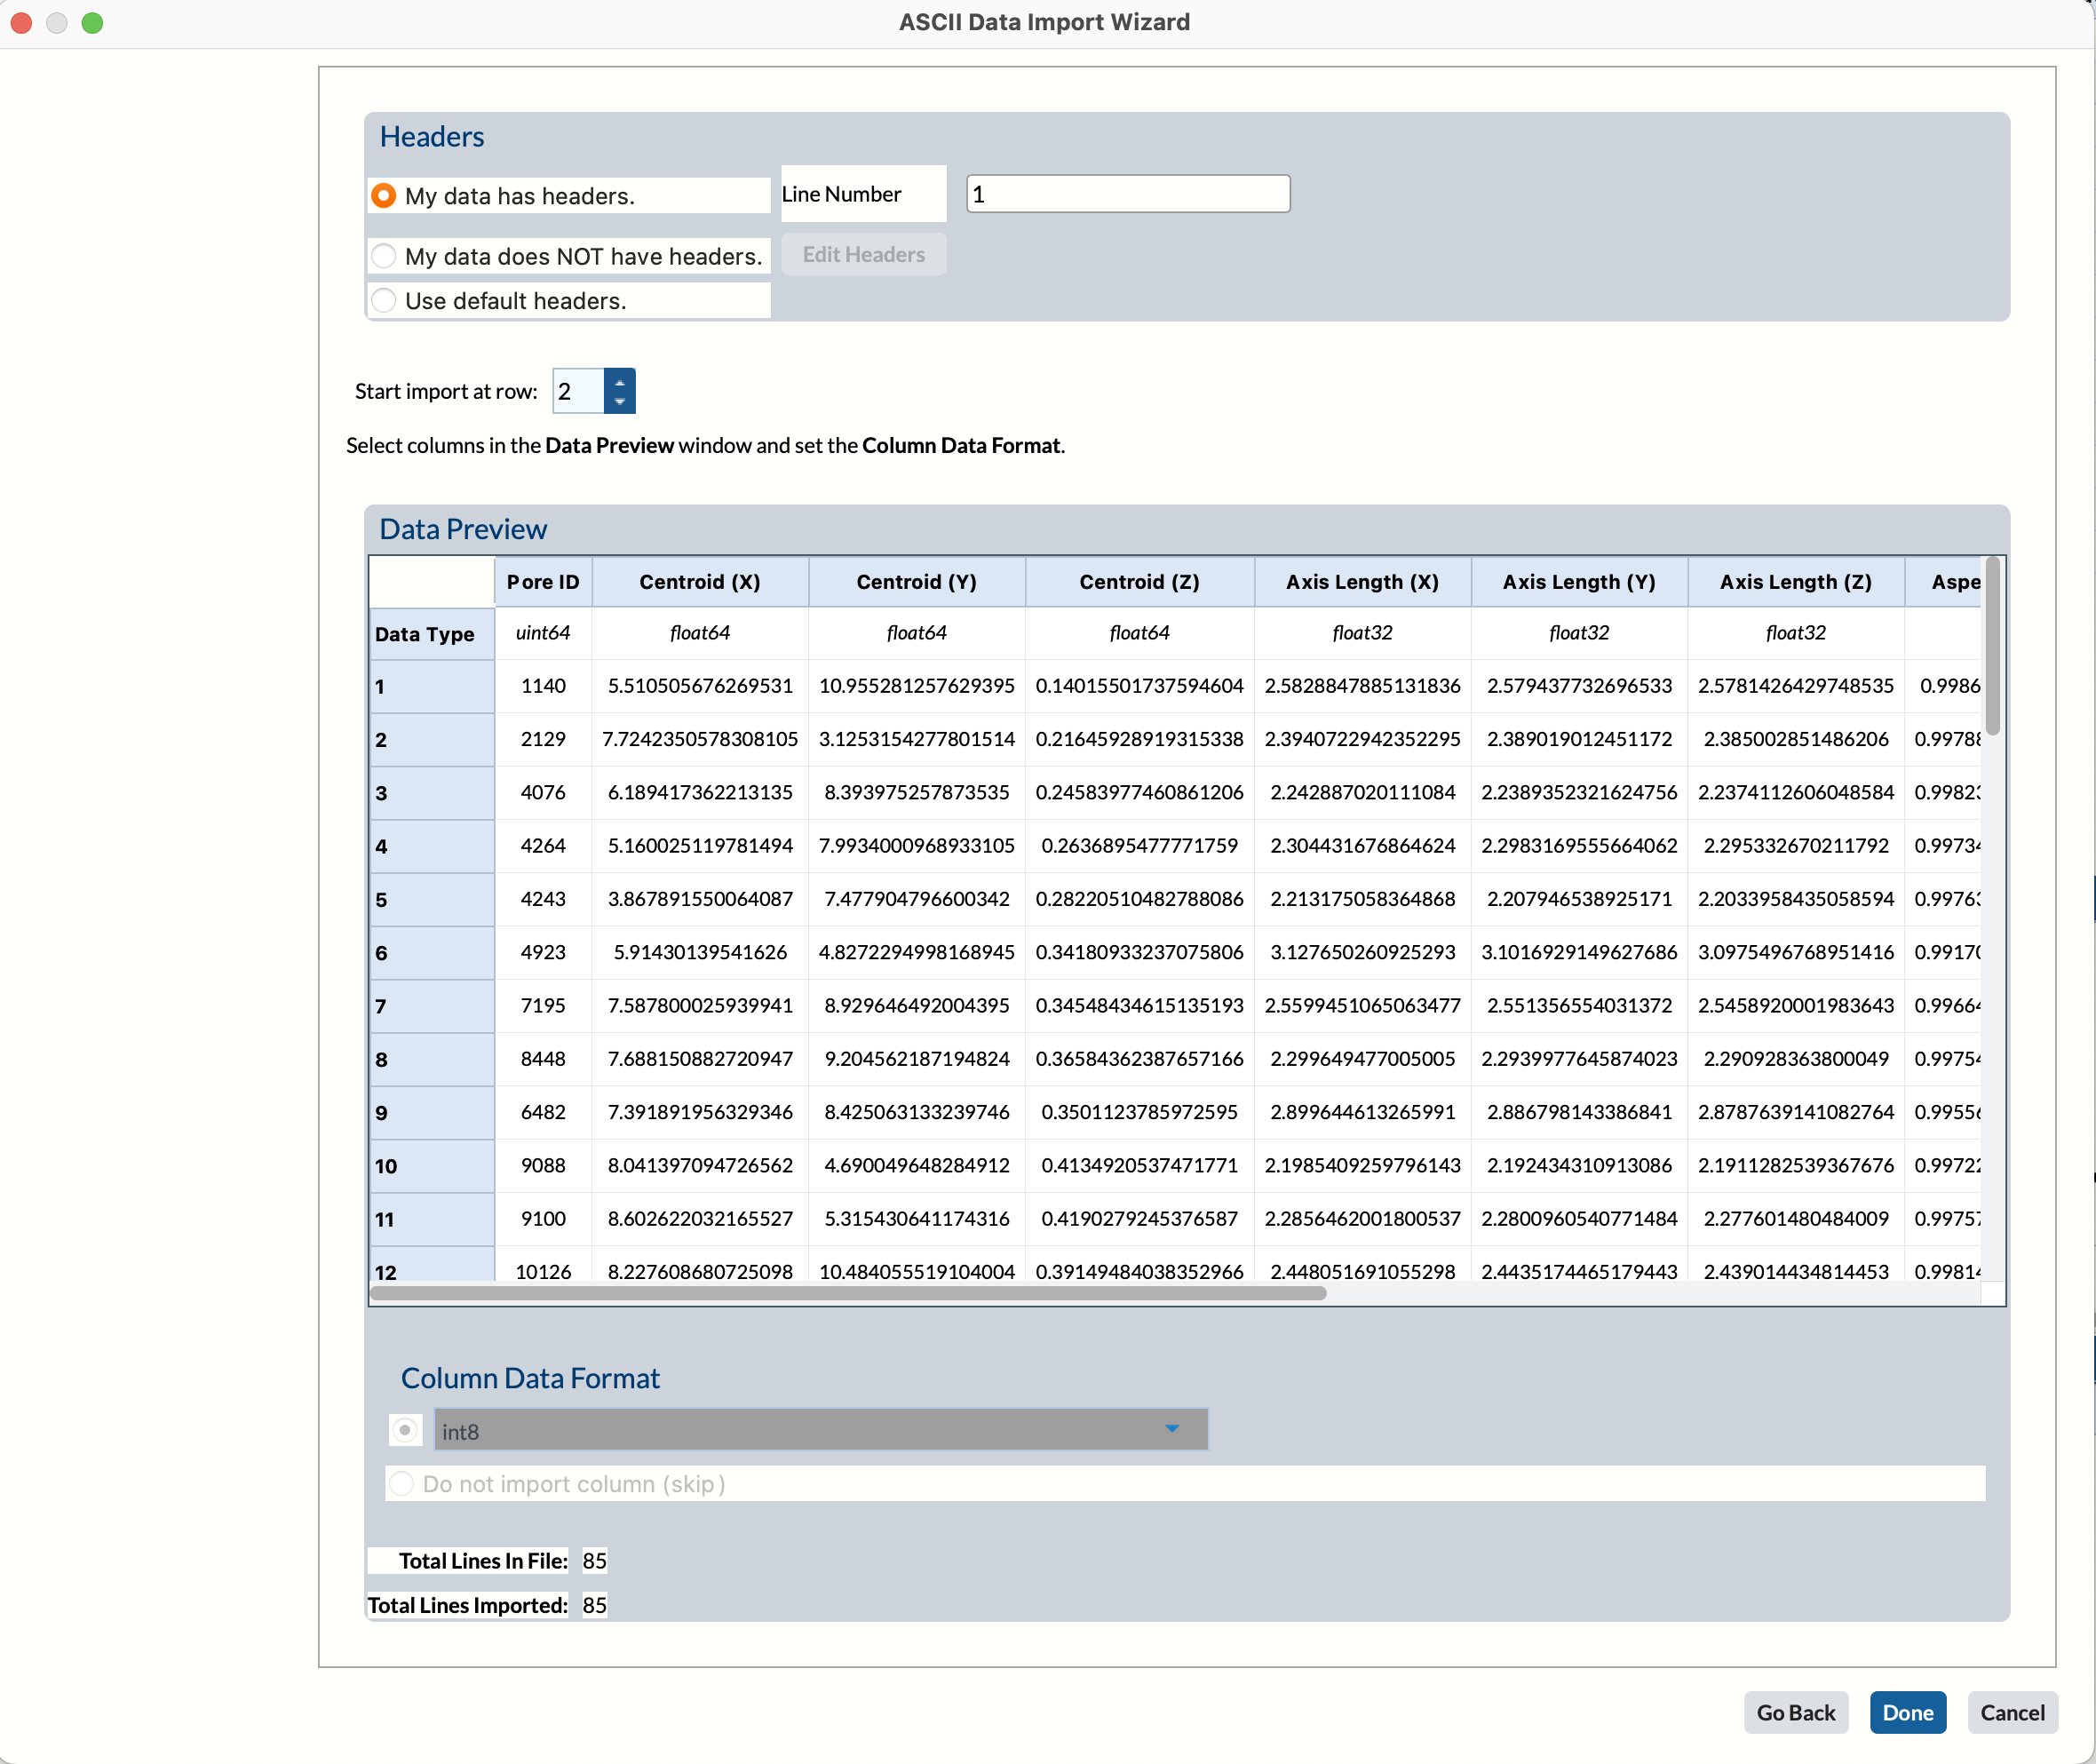 ASCII Data Import Wizard
Headers
My data has headers. Line Number 1
My data does NOT have headers. Edit Headers
Use default headers.
Start import at row: 2
Select columns in the Data Preview window and set the Column Data Format.
Data Preview
Pore ID Centroid (X) Centroid (Y) Centroid (Z) Axis Length (X) Axis Length (Y) Axis Length (Z) Aspe
Data Type uint64 float64 float64 float64 float32 float32 float32
1 1140 5.510505676269531 10.955281257629395 0.14015501737594604 2.5828847885131836 2.579437732696533 2.5781426429748535 0.9986
2 2129 7.7242350578308105 3.1253154277801514 0.21645928919315338 2.3940722942352295 2.389019012451172 2.385002851486206 0.99788
3 4076 6.189417362213135 8.393975257873535 0.24583977460861206 2.242887020111084 2.2389352321624756 2.2374112606048584 0.9982
4 4264 5.160025119781494 7.9934000968933105 0.2636895477771759 2.304431676864624 2.2983169555664062 2.295332670211792 0.99734
5 4243 3.867891550064087 7.477904796600342 0.28220510482788086 2.213175058364868 2.207946538925171 2.2033958435058594 0.9976
6 4923 5.91430139541626 4.8272294998168945 0.34180933237075806 3.127650260925293 3.1016929149627686 3.0975496768951416 0.99170
7 7195 7.587800025939941 8.929646492004395 0.34548434615135193 2.5599451065063477 2.551356554031372 2.5458920001983643 0.99664
8 8448 7.688150882720947 9.204562187194824 0.36584362387657166 2.299649477005005 2.2939977645874023 2.290928363800049 0.99754
9 6482 7.391891956329346 8.425063133239746 0.3501123785972595 2.899644613265991 2.886798143386841 2.8787639141082764 0.99556
10 9088 8.041397094726562 4.690049648284912 0.4134920537471771 2.1985409259796143 2.192434310913086 2.1911282539367676 0.99722
11 9100 8.602622032165527 5.315430641174316 0.4190279245376587 2.2856462001800537 2.2800960540771484 2.277601480484009 0.99757
12 10126 8.227608680725098 10.484055519104004 0.39149484038352966 2.448051691055298 2.4435174465179443 2.439014434814453 0.99814
Column Data Format
int8
Do not import column (skip)
Total Lines In File: 85
Total Lines Imported: 85
Go Back Done Cancel